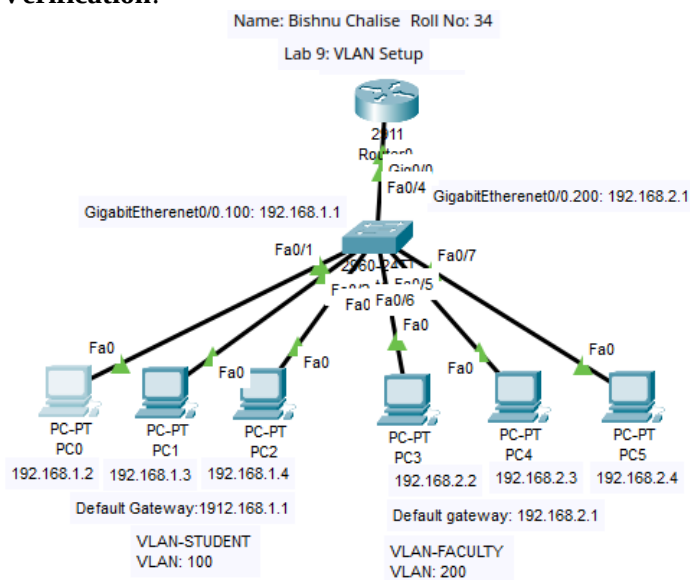 Verification:
Name: Bishnu Chalise Roll No: 34
Lab 9: VLAN Setup
2911
Router0
Gig0/0
Fa0/4
GigabitEtherenet0/0.100: 192.168.1.1
GigabitEtherenet0/0.200: 192.168.2.1
Fa0/1
Fa0/7
Fa0/5
Fa0/6
Fa0
Fa0
Fa0
Fa0
Fa0
Fa0
PC-PT
PC0
PC-PT
PC1
PC-PT
PC2
PC-PT
PC3
PC-PT
PC4
PC-PT
PC5
192.168.1.2
192.168.1.3
192.168.1.4
192.168.2.2
192.168.2.3
192.168.2.4
Default Gateway:1912.168.1.1
Default gateway: 192.168.2.1
VLAN-STUDENT
VLAN: 100
VLAN-FACULTY
VLAN: 200